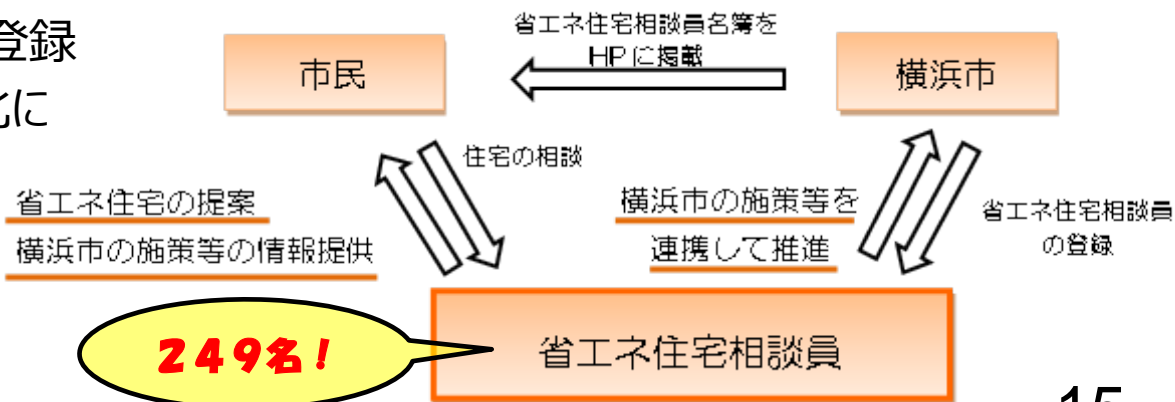 登録
化に
省エネ住宅相談員名簿を
HPに掲載
市民
横浜市
住宅の相談
省エネ住宅の提案
横浜市の施策等の情報提供
横浜市の施策等を
連携して推進
省エネ住宅相談員
の登録
249名!
省エネ住宅相談員
15